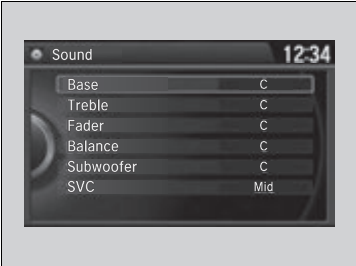 Sound 12:34
Base C
Treble C
Fader C
Balance C
Subwoofer C
SVC Mid